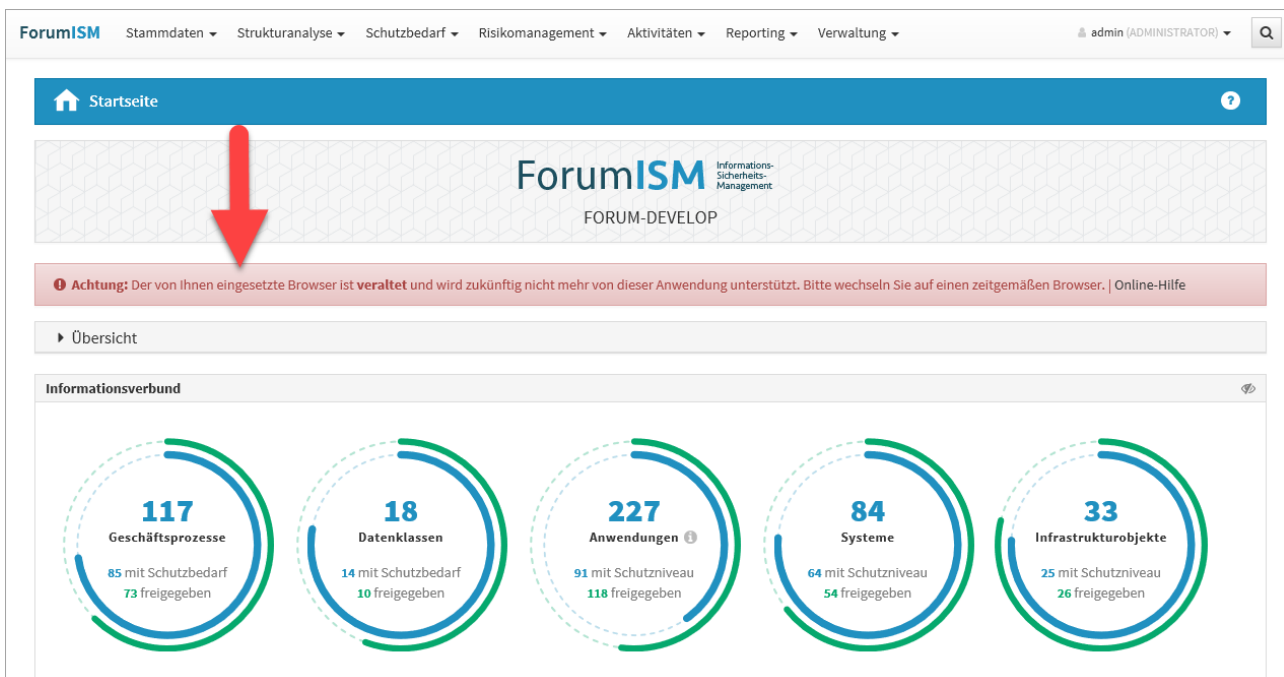 ForumISM Stammdaten Strukturanalyse Schutzbedarf Risikomanagement Aktivitäten Reporting Verwaltung admin (ADMINISTRATOR)
Startseite
ForumISM Informations-
Sicherheits-
Management
FORUM-DEVELOP
Achtung: Der von Ihnen eingesetzte Browser ist veraltet und wird zukünftig nicht mehr von dieser Anwendung unterstützt. Bitte wechseln Sie auf einen zeitgemäßen Browser. | Online-Hilfe
Übersicht
Informationsverbund
117
Geschäftsprozesse
85 mit Schutzbedarf
73 freigegeben
18
Datenklassen
14 mit Schutzbedarf
10 freigegeben
227
Anwendungen
91 mit Schutzniveau
118 freigegeben
84
Systeme
64 mit Schutzniveau
54 freigegeben
33
Infrastrukturobjekte
25 mit Schutzniveau
26 freigegeben